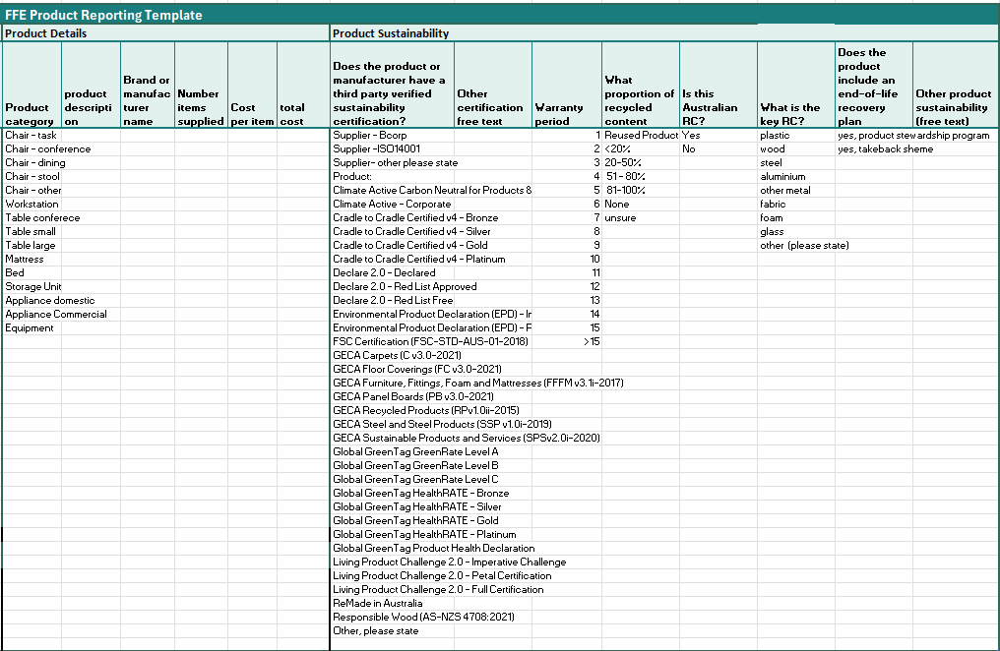 FFE Product Reporting Template
Product Details Product Sustainability
Product category
product descripti on
Brand or manufac turer name
Number items supplied
Cost per item
total cost
Does the product or manufacturer have a third party verified sustainability certification?
Other certification free text
Warranty period
What proportion of recycled content
Is this Australian RC?
What is the key RC?
Does the product include an end-of-life recovery plan
Other product sustainability (free text)
Chair - task Supplier - Bcorp 1 Reused Product Yes plastic yes, product stewardship program
Chair - conference Supplier -ISO14001 2 <20% No wood yes, takeback sheme
Chair - dining Supplier- other please state 3 20-50% steel
Chair - stool Product: 4 51 - 80% aluminium
Chair - other Climate Active Carbon Neutral for Products & 5 81-100% other metal
Workstation Climate Active - Corporate 6 None fabric
Table conferece Cradle to Cradle Certified v4 - Bronze 7 unsure foam
Table small Cradle to Cradle Certified v4 - Silver 8 glass
Table large Cradle to Cradle Certified v4 - Gold 9 other (please state)
Mattress Cradle to Cradle Certified v4 - Platinum 10
Bed Declare 2.0 - Declared 11
Storage Unit Declare 2.0 - Red List Approved 12
Appliance domestic Declare 2.0 - Red List Free 13
Appliance Commercial Environmental Product Declaration (EPD) - In 14
Equipment Environmental Product Declaration (EPD) - P 15
FSC Certification (FSC-STD-AUS-01-2018) >15
GECA Carpets (C v3.0-2021)
GECA Floor Coverings (FC v3.0-2021)
GECA Furniture, Fittings, Foam and Mattresses (FFFM v3.1i-2017)
GECA Panel Boards (PB v3.0-2021)
GECA Recycled Products (RPv1.0ii-2015)
GECA Steel and Steel Products (SSP v1.0i-2019)
GECA Sustainable Products and Services (SPSv2.0i-2020)
Global GreenTag GreenRate Level A
Global GreenTag GreenRate Level B
Global GreenTag GreenRate Level C
Global GreenTag HealthRATE - Bronze
Global GreenTag HealthRATE - Silver
Global GreenTag HealthRATE - Gold
Global GreenTag HealthRATE - Platinum
Global GreenTag Product Health Declaration
Living Product Challenge 2.0 - Imperative Challenge
Living Product Challenge 2.0 - Petal Certification
Living Product Challenge 2.0 - Full Certification
ReMade in Australia
Responsible Wood (AS-NZS 4708:2021)
Other, please state